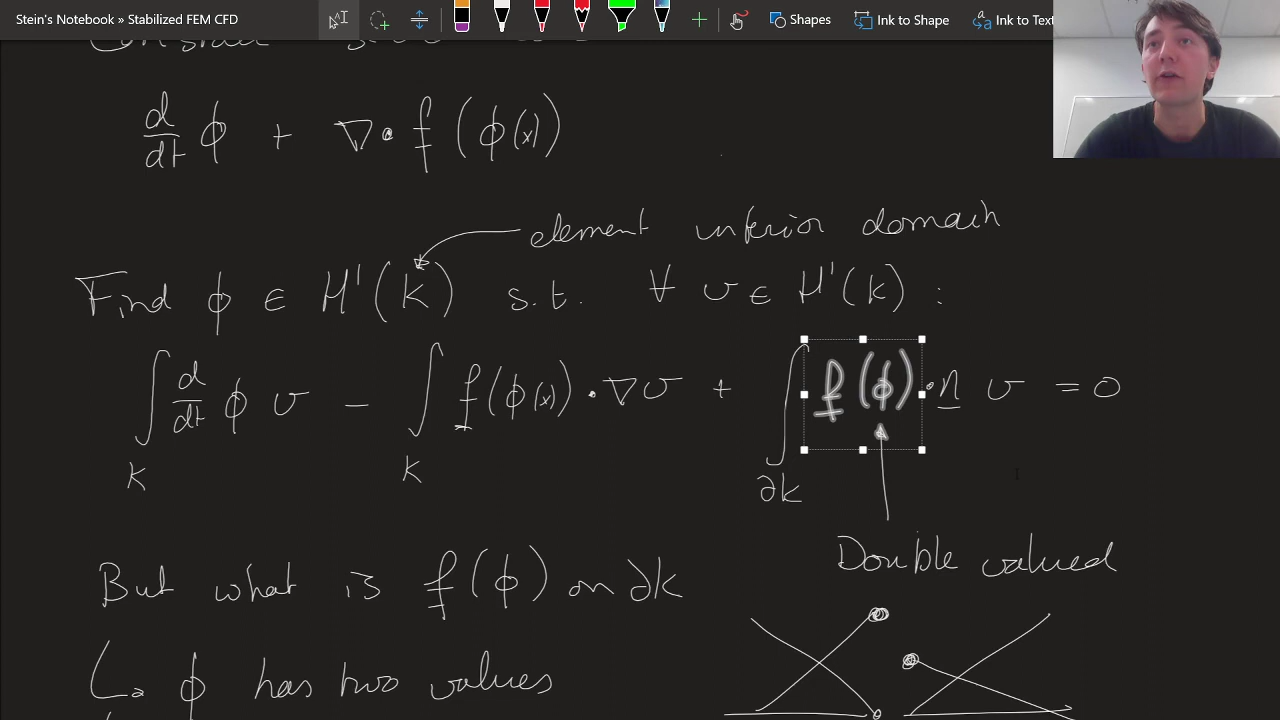 Stein's Notebook » Stabilized FEM CFD
Shapes
Ink to Shape
Ink to Text
d/dt ϕ + ∇ • f (ϕ(x))
element interior domain
Find ϕ ∈ H¹(K) s.t. ∀ v ∈ H¹(K) :
∫_K d/dt ϕ v − ∫_K f(ϕ(x)) · ∇v + ∫_∂K f(ϕ) · n v = 0
Double valued
But what is f(ϕ) on ∂K
↳ ϕ has two values